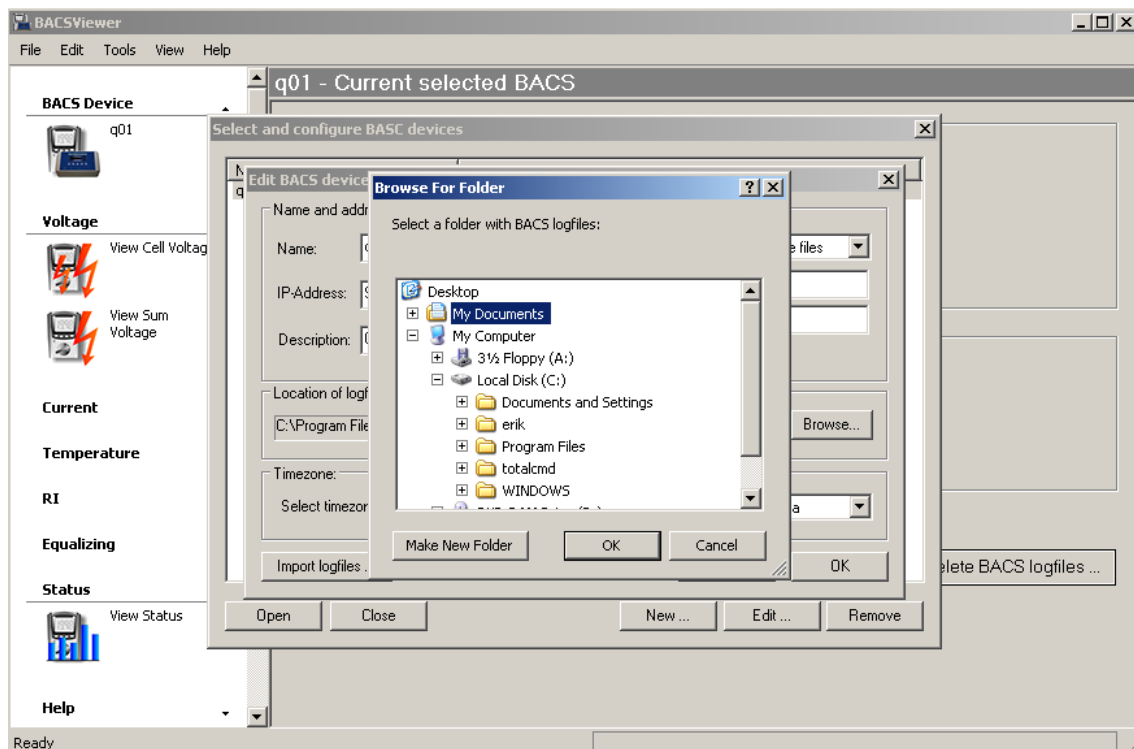 BACSViewer
File Edit Tools View Help
q01 - Current selected BACS
BACS Device
q01
Voltage
View Cell Voltag
View Sum
Voltage
Current
Temperature
RI
Equalizing
Status
View Status
Help
Select and configure BASC devices
Edit BACS device
Name and addr
Name:
e files
IP-Address:
Description:
Location of logf
C:\Program File
Browse...
Timezone:
Select timezor
a
Import logfiles .
OK
Open Close New ... Edit ... Remove
elete BACS logfiles ...
Browse For Folder
Select a folder with BACS logfiles:
Desktop
My Documents
My Computer
3½ Floppy (A:)
Local Disk (C:)
Documents and Settings
erik
Program Files
totalcmd
WINDOWS
Make New Folder OK Cancel
Ready